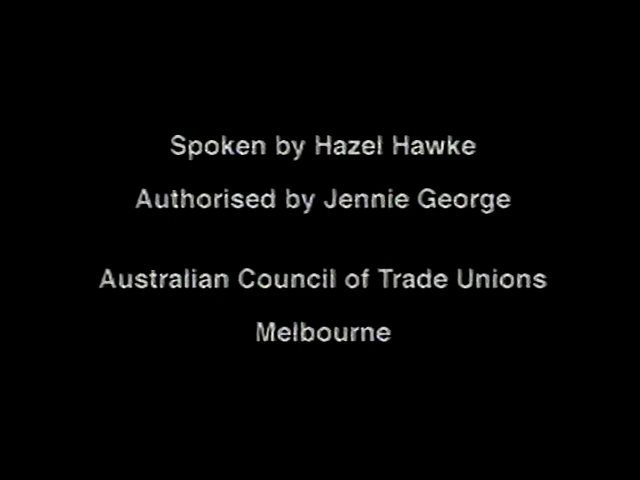 Spoken by Hazel Hawke
Authorised by Jennie George
Australian Council of Trade Unions
Melbourne